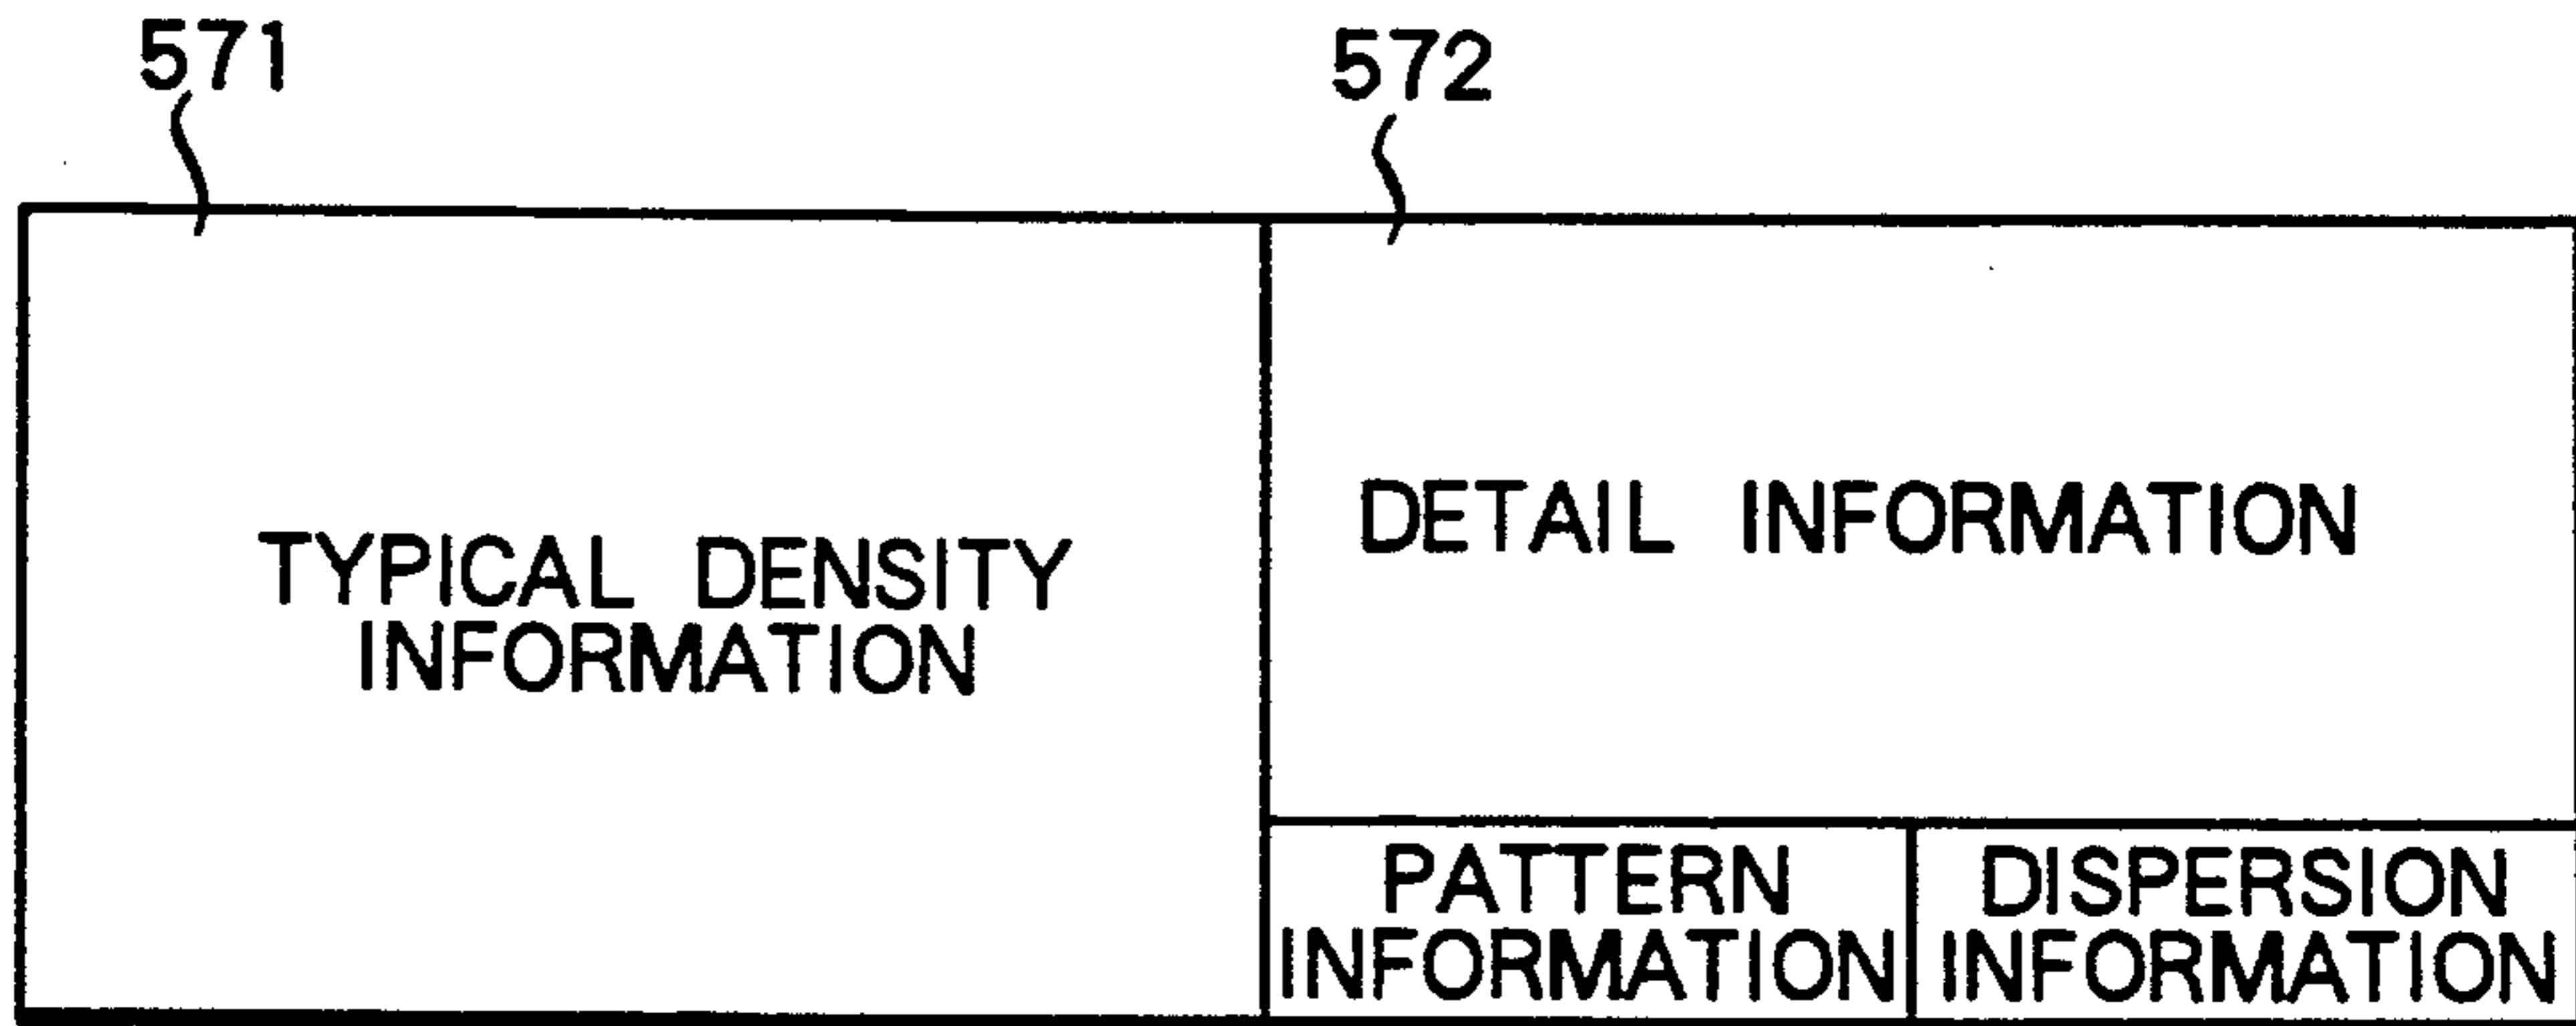 571
572
TYPICAL DENSITY
INFORMATION
DETAIL INFORMATION
PATTERN
INFORMATION
DISPERSION
INFORMATION